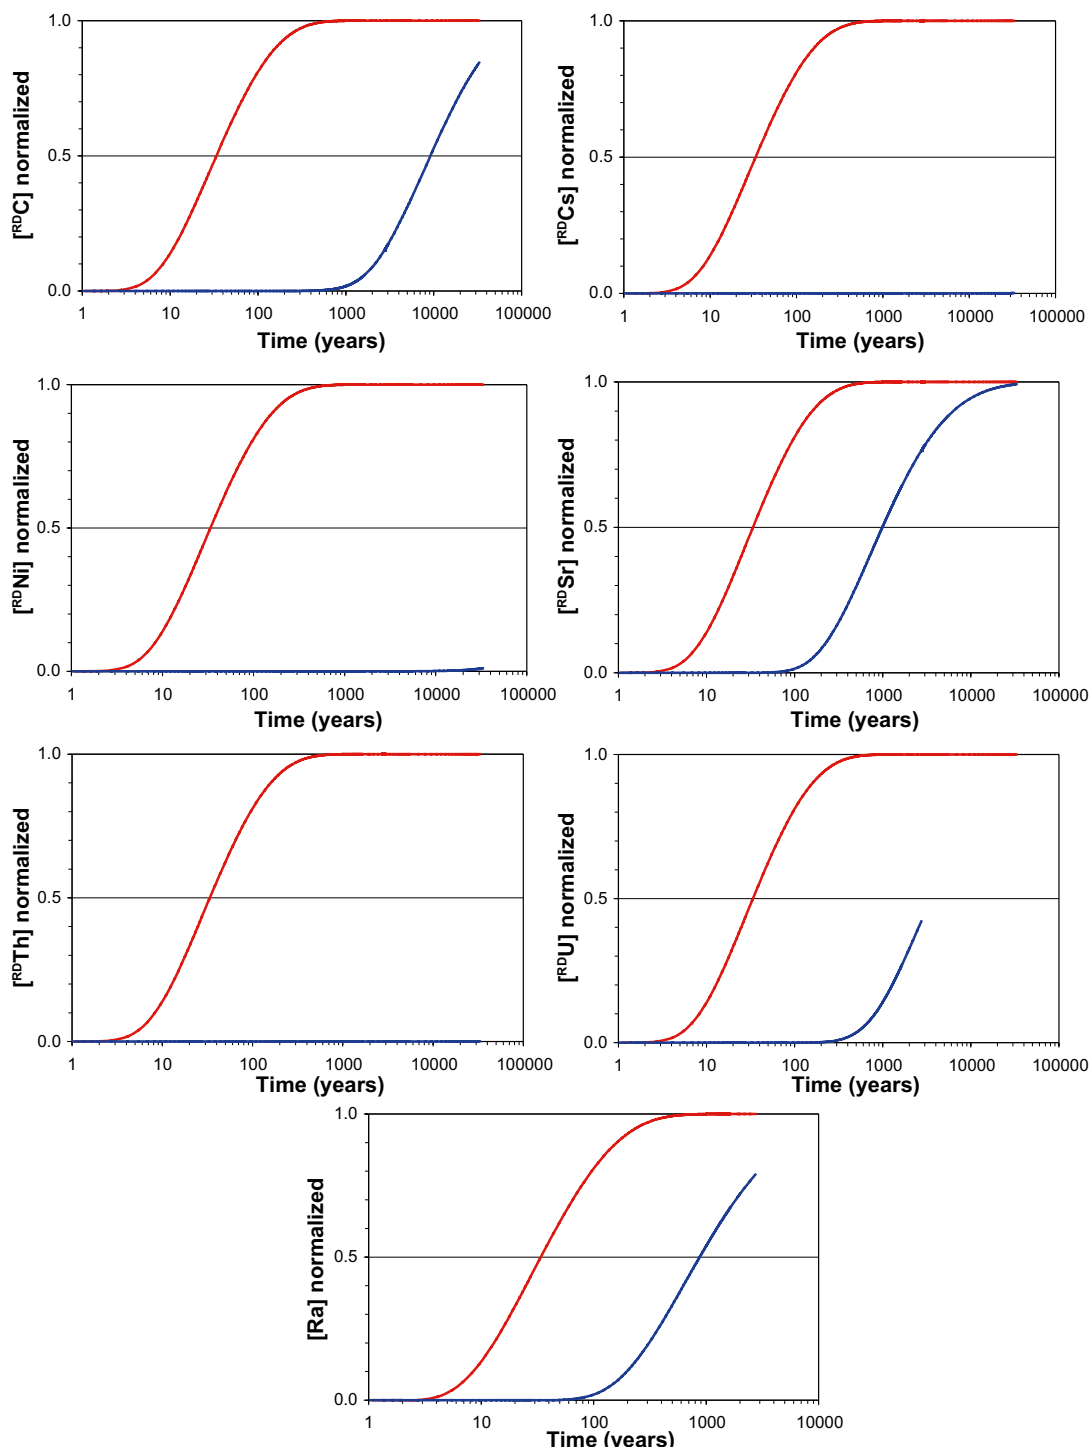 [RDC] normalized
1.0
0.5
0.0
1 10 100 1000 10000 100000
Time (years)
[RDCs] normalized
1.0
0.5
0.0
1 10 100 1000 10000 100000
Time (years)
[RDNi] normalized
1.0
0.5
0.0
1 10 100 1000 10000 100000
Time (years)
[RDSr] normalized
1.0
0.5
0.0
1 10 100 1000 10000 100000
Time (years)
[RDTh] normalized
1.0
0.5
0.0
1 10 100 1000 10000 100000
Time (years)
[RDU] normalized
1.0
0.5
0.0
1 10 100 1000 10000 100000
Time (years)
[Ra] normalized
1.0
0.5
0.0
1 10 100 1000 10000
Time (years)